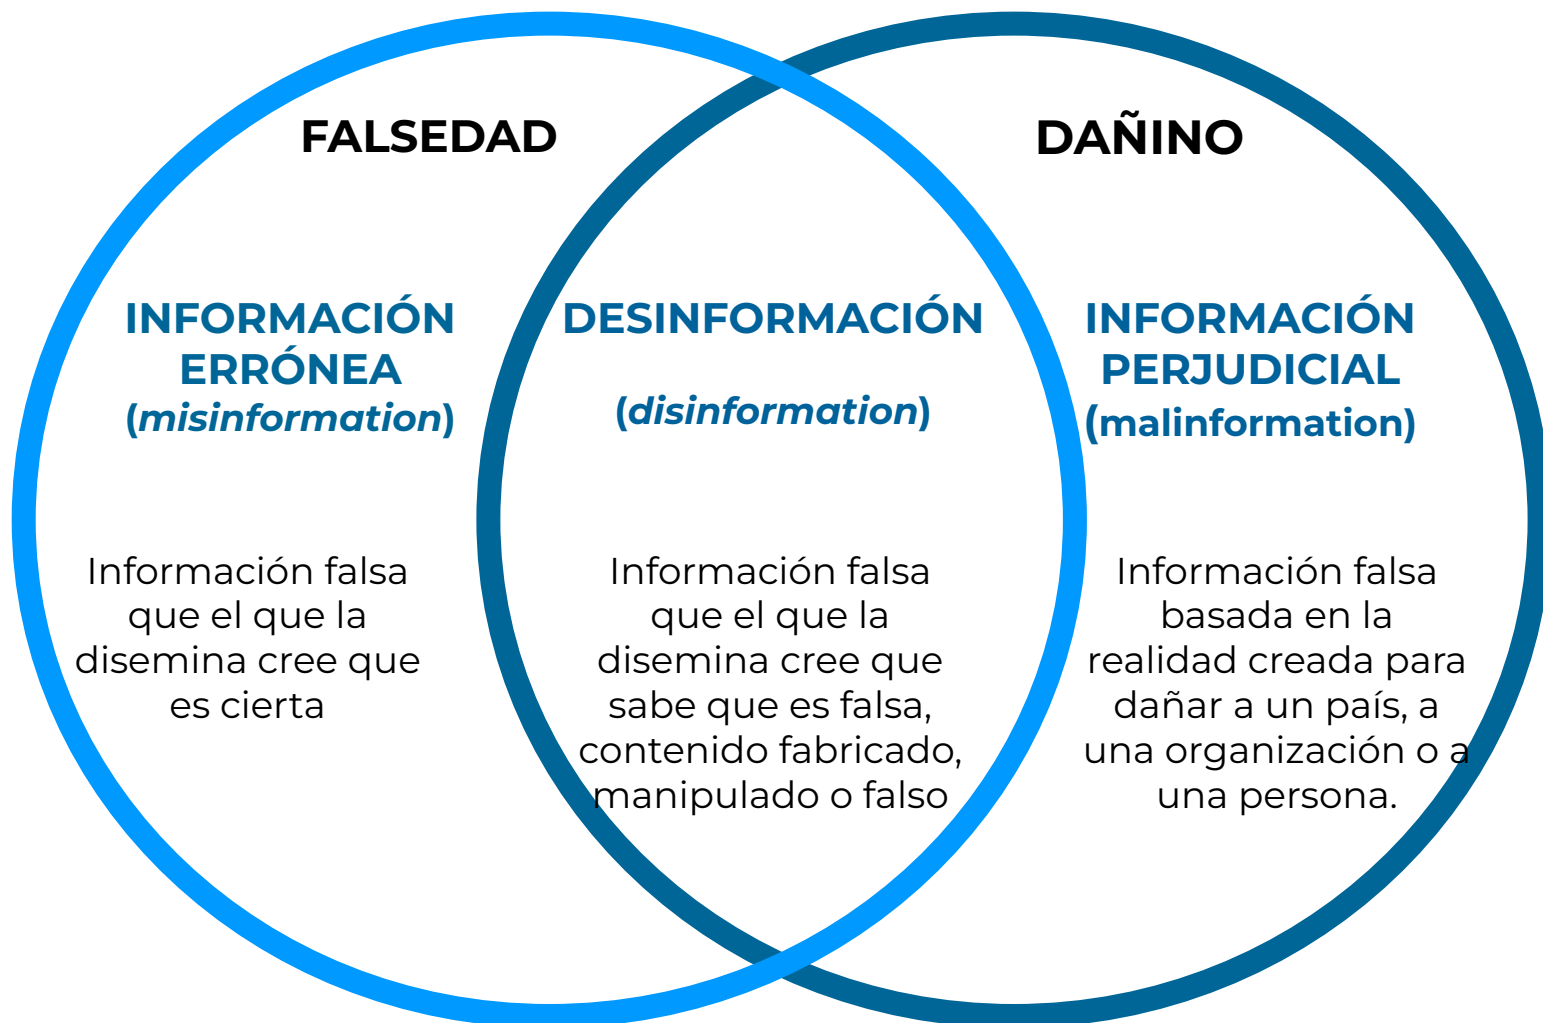 FALSEDAD
DAÑINO
INFORMACIÓN
ERRÓNEA
(misinformation)
Información falsa
que el que la
disemina cree que
es cierta
DESINFORMACIÓN
(disinformation)
Información falsa
que el que la
disemina cree que
sabe que es falsa,
contenido fabricado,
manipulado o falso
INFORMACIÓN
PERJUDICIAL
(malinformation)
Información falsa
basada en la
realidad creada para
dañar a un país, a
una organización o a
una persona.